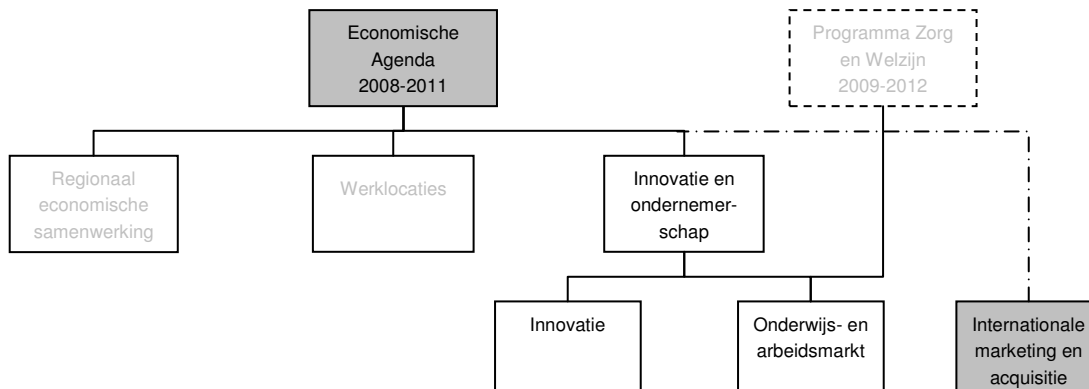 Economische
Agenda
2008-2011
Programma Zorg
en Welzijn
2009-2012
Regionaal
economische
samenwerking
Werklocaties
Innovatie en
ondernemer-
schap
Innovatie
Onderwijs- en
arbeidsmarkt
Internationale
marketing en
acquisitie